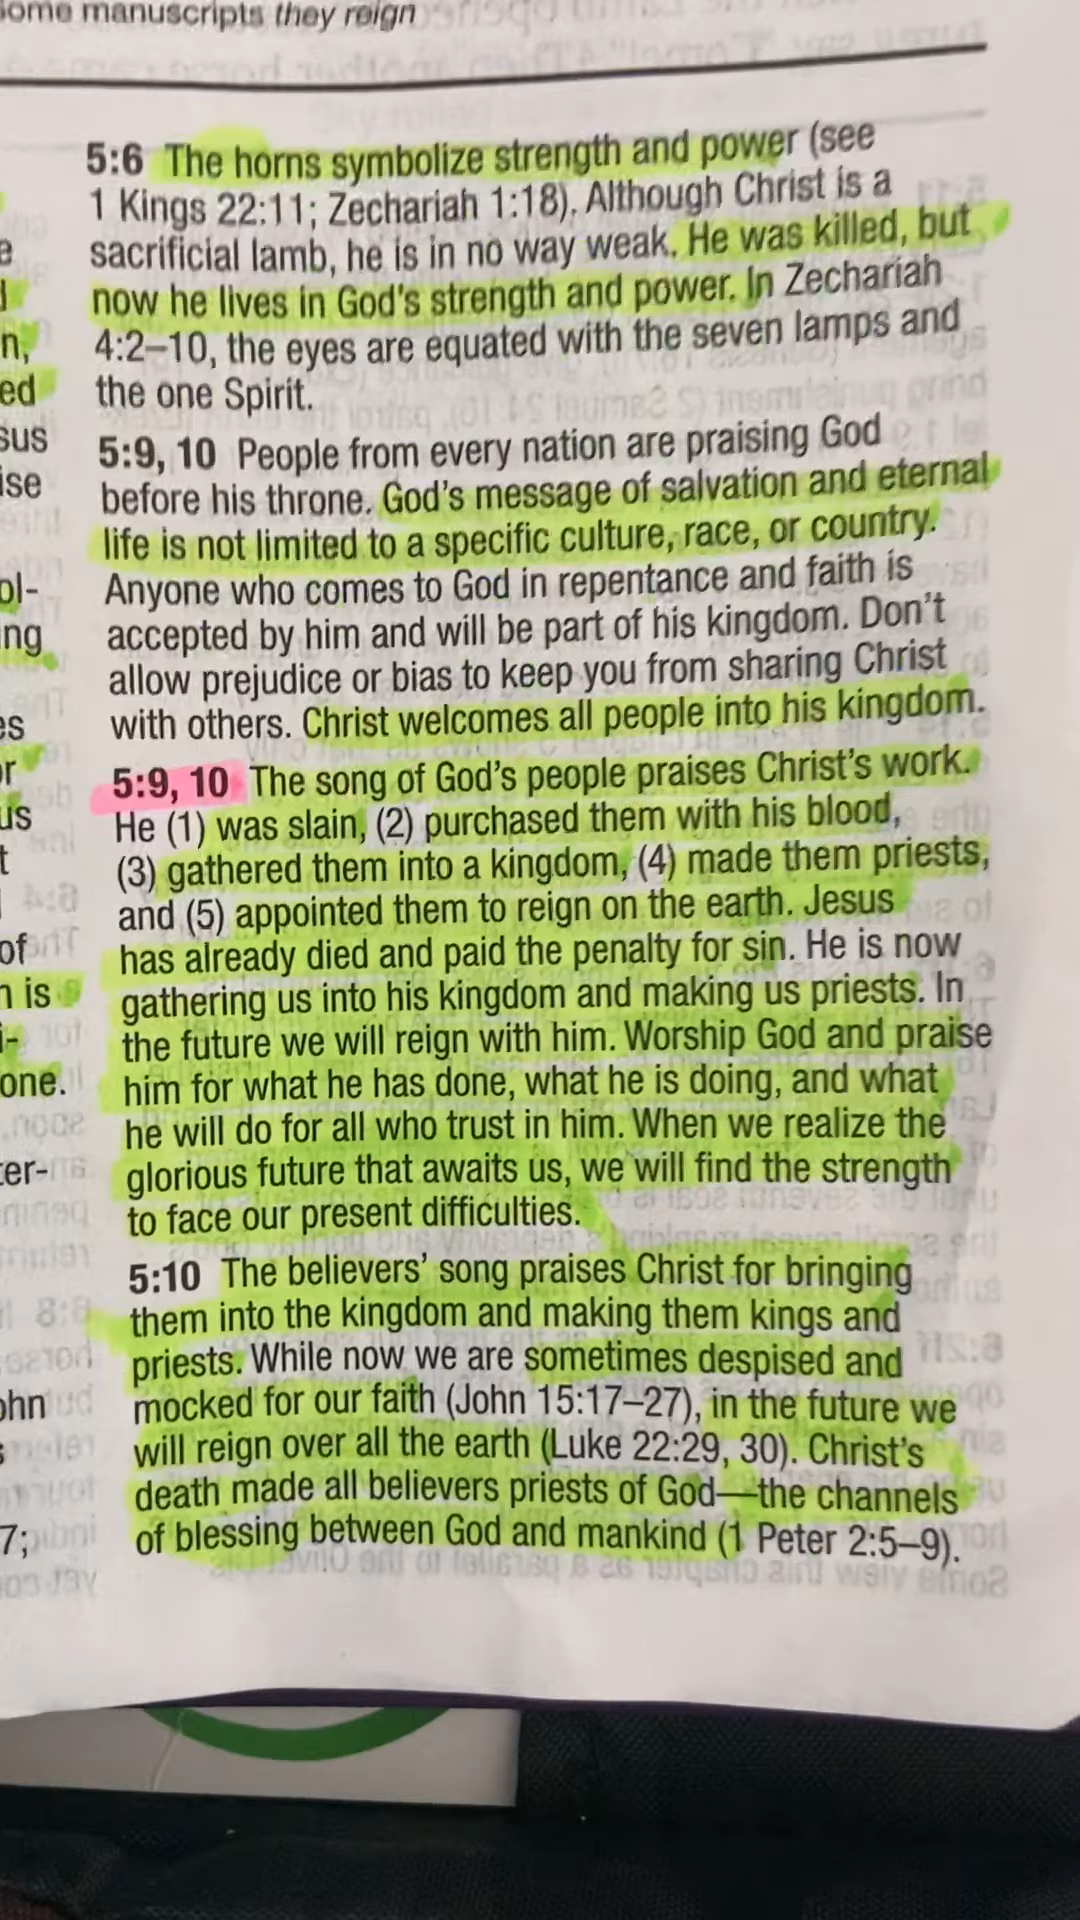 some manuscripts they reign
5:6 The horns symbolize strength and power (see
1 Kings 22:11; Zechariah 1:18). Although Christ is a
sacrificial lamb, he is in no way weak. He was killed, but
now he lives in God's strength and power. In Zechariah
4:2–10, the eyes are equated with the seven lamps and
the one Spirit.
5:9, 10 People from every nation are praising God
before his throne. God's message of salvation and eternal
life is not limited to a specific culture, race, or country.
Anyone who comes to God in repentance and faith is
accepted by him and will be part of his kingdom. Don't
allow prejudice or bias to keep you from sharing Christ
with others. Christ welcomes all people into his kingdom.
5:9, 10 The song of God's people praises Christ's work.
He (1) was slain, (2) purchased them with his blood,
(3) gathered them into a kingdom, (4) made them priests,
and (5) appointed them to reign on the earth. Jesus
has already died and paid the penalty for sin. He is now
gathering us into his kingdom and making us priests. In
the future we will reign with him. Worship God and praise
him for what he has done, what he is doing, and what
he will do for all who trust in him. When we realize the
glorious future that awaits us, we will find the strength
to face our present difficulties.
5:10 The believers' song praises Christ for bringing
them into the kingdom and making them kings and
priests. While now we are sometimes despised and
mocked for our faith (John 15:17–27), in the future we
will reign over all the earth (Luke 22:29, 30). Christ's
death made all believers priests of God—the channels
of blessing between God and mankind (1 Peter 2:5–9).